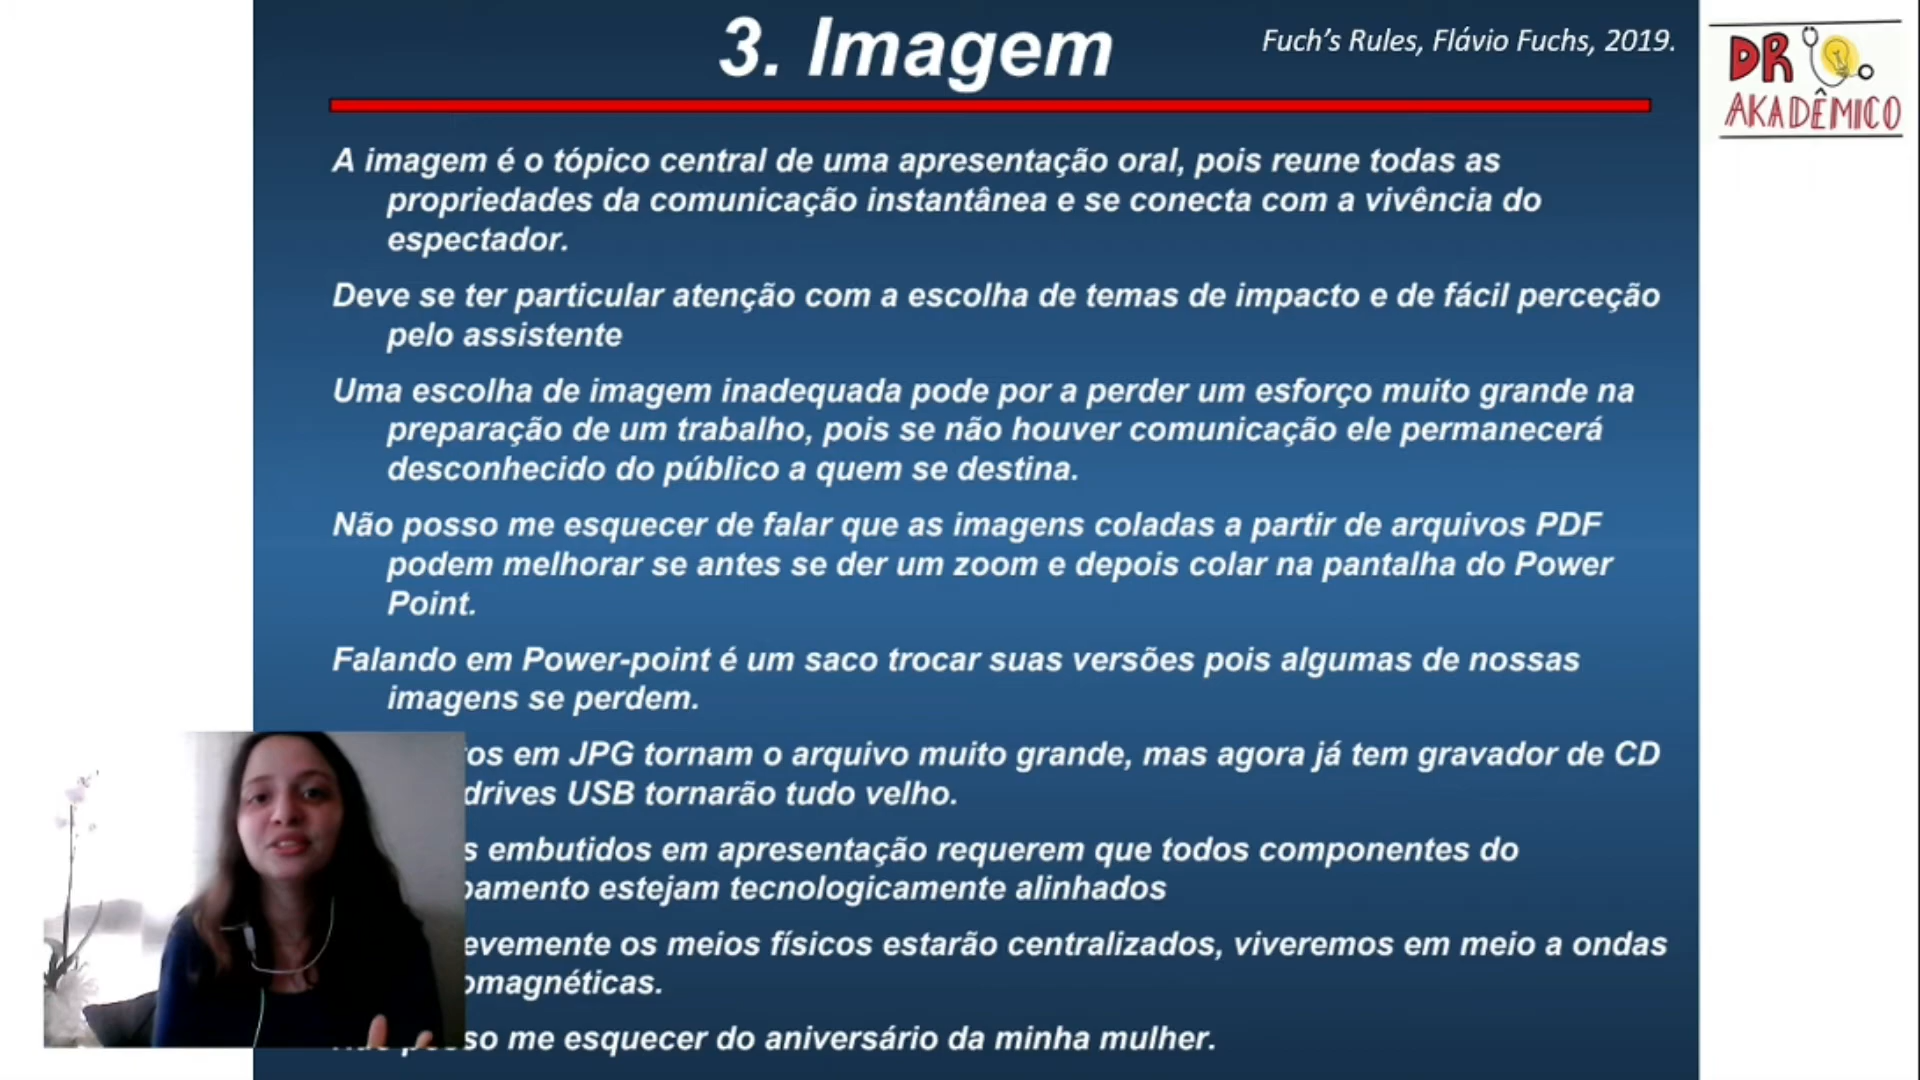 3. Imagem
Fuch's Rules, Flávio Fuchs, 2019.
DR
AKADÊMICO
A imagem é o tópico central de uma apresentação oral, pois reune todas as
propriedades da comunicação instantânea e se conecta com a vivência do
espectador.
Deve se ter particular atenção com a escolha de temas de impacto e de fácil perceção
pelo assistente
Uma escolha de imagem inadequada pode por a perder um esforço muito grande na
preparação de um trabalho, pois se não houver comunicação ele permanecerá
desconhecido do público a quem se destina.
Não posso me esquecer de falar que as imagens coladas a partir de arquivos PDF
podem melhorar se antes se der um zoom e depois colar na pantalha do Power
Point.
Falando em Power-point é um saco trocar suas versões pois algumas de nossas
imagens se perdem.
em JPG tornam o arquivo muito grande, mas agora já tem gravador de CD
drives USB tornarão tudo velho.
embutidos em apresentação requerem que todos componentes do
estejam tecnologicamente alinhados
os meios físicos estarão centralizados, viveremos em meio a ondas
me esquecer do aniversário da minha mulher.